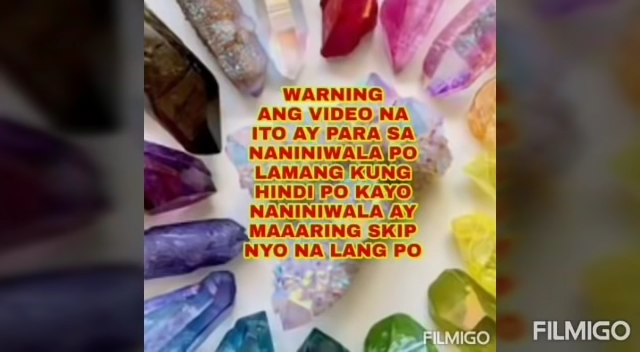 WARNING
ANG VIDEO NA
ITO AY PARA SA
NANINIWALA PO
LAMANG KUNG
HINDI PO KAYO
NANINIWALA AY
MAAARING SKIP
NYO NA LANG PO
FILMIGO
FILMIGO